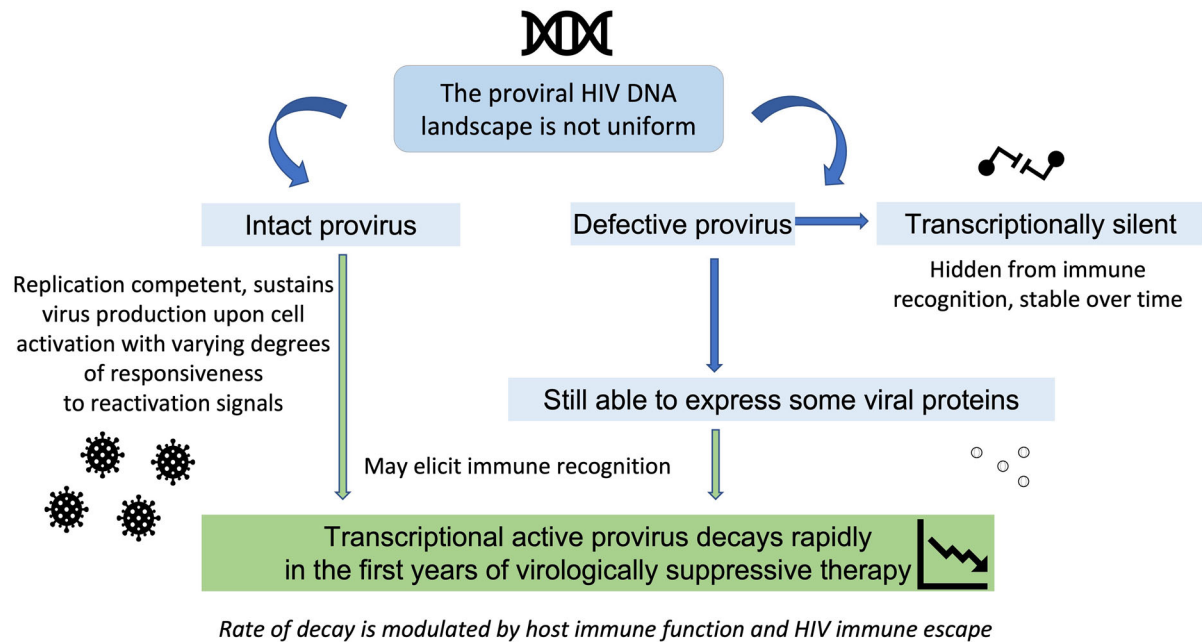 The proviral HIV DNA
landscape is not uniform
Intact provirus
Defective provirus
Transcriptionally silent
Replication competent, sustains
virus production upon cell
activation with varying degrees
of responsiveness
to reactivation signals
Hidden from immune
recognition, stable over time
Still able to express some viral proteins
May elicit immune recognition
Transcriptional active provirus decays rapidly
in the first years of virologically suppressive therapy
Rate of decay is modulated by host immune function and HIV immune escape